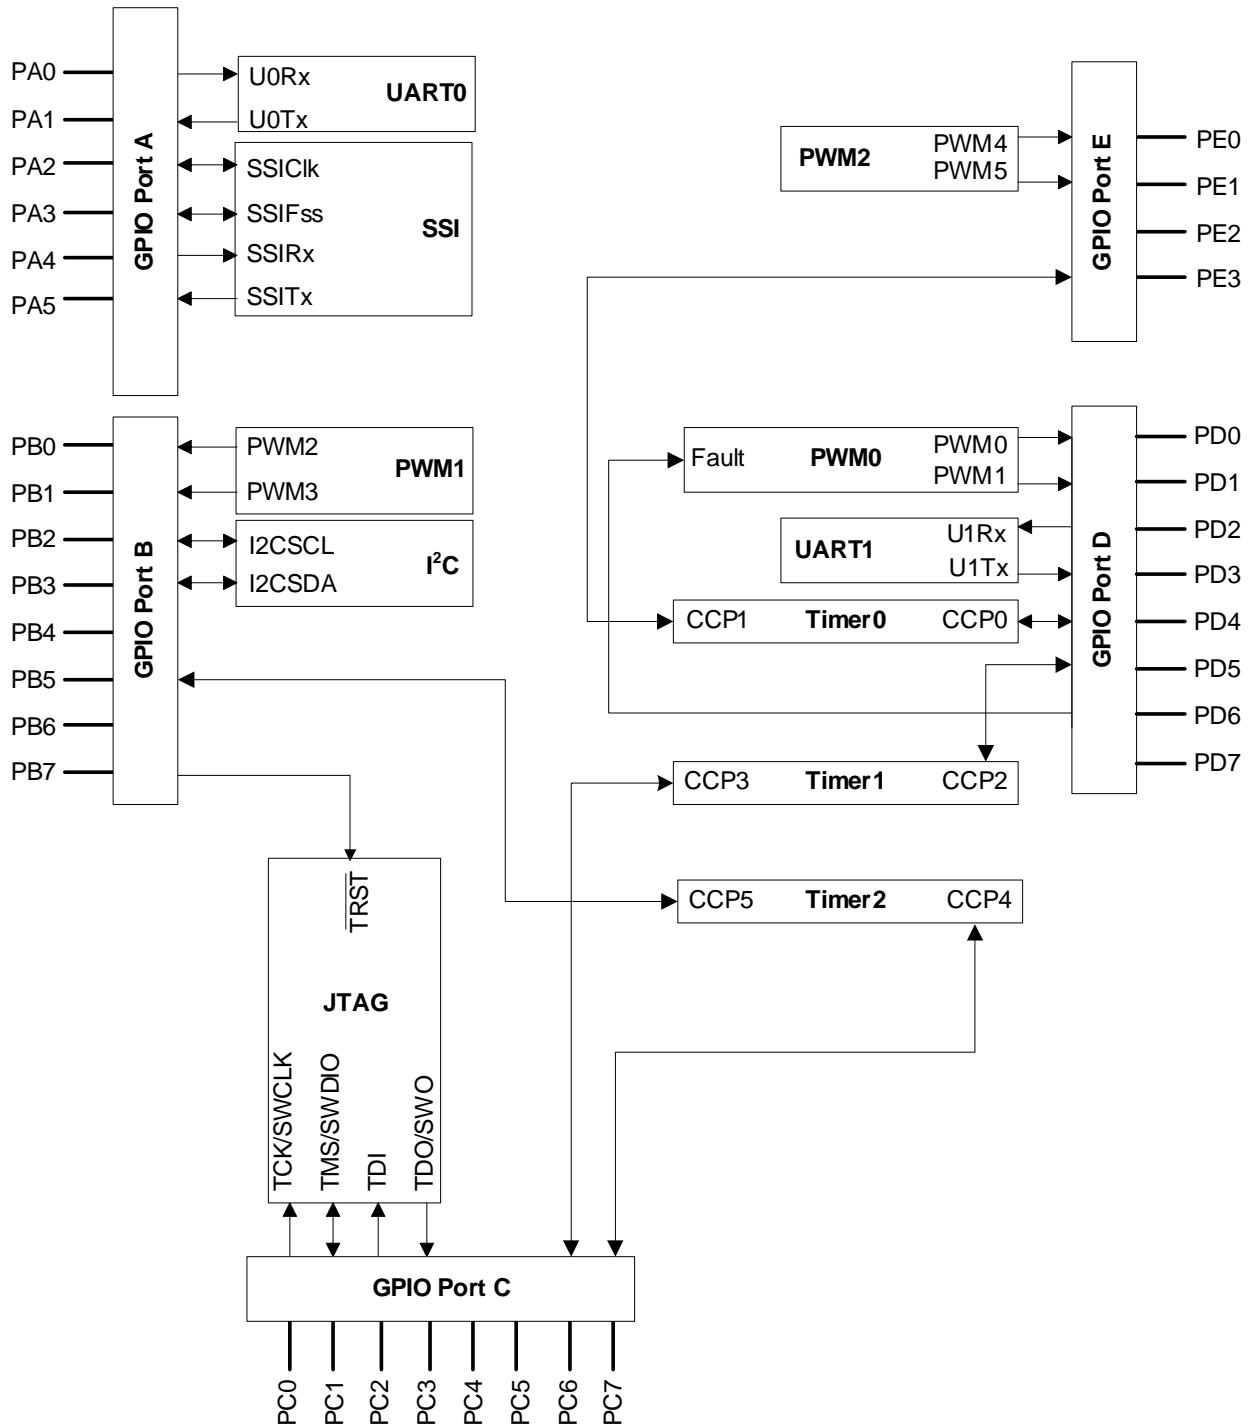 PA0
PA1
PA2
PA3
PA4
PA5
GPIO Port A
U0Rx
U0Tx
UART0
SSIClk
SSIFss
SSIRx
SSITx
SSI
PWM2
PWM4
PWM5
GPIO Port E
PE0
PE1
PE2
PE3
PB0
PB1
PB2
PB3
PB4
PB5
PB6
PB7
GPIO Port B
PWM2
PWM3
PWM1
I2CSCL
I2CSDA
I²C
Fault
PWM0
PWM0
PWM1
UART1
U1Rx
U1Tx
CCP1 Timer0 CCP0
GPIO Port D
PD0
PD1
PD2
PD3
PD4
PD5
PD6
PD7
CCP3 Timer1 CCP2
CCP5 Timer2 CCP4
TRST
JTAG
TCK/SWCLK
TMS/SWDIO
TDI
TDO/SWO
GPIO Port C
PC0
PC1
PC2
PC3
PC4
PC5
PC6
PC7